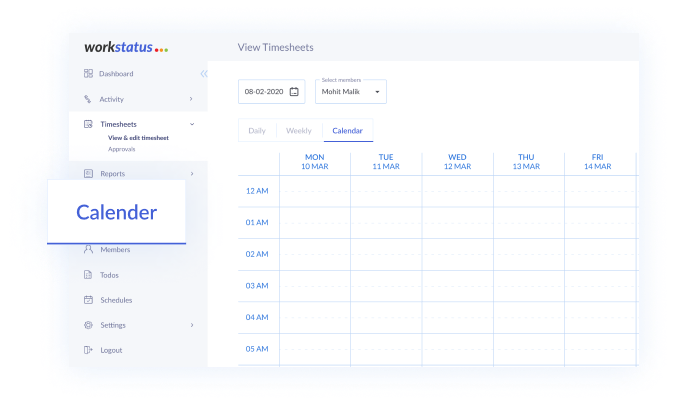 workstatus
Dashboard
Activity
Timesheets
View & edit timesheet
Approvals
Reports
Calender
Members
Todos
Schedules
Settings
Logout
View Timesheets
08-02-2020
Select members
Mohit Malik
Daily Weekly Calendar
MON TUE WED THU FRI
10 MAR 11 MAR 12 MAR 13 MAR 14 MAR
12 AM
01 AM
02 AM
03 AM
04 AM
05 AM